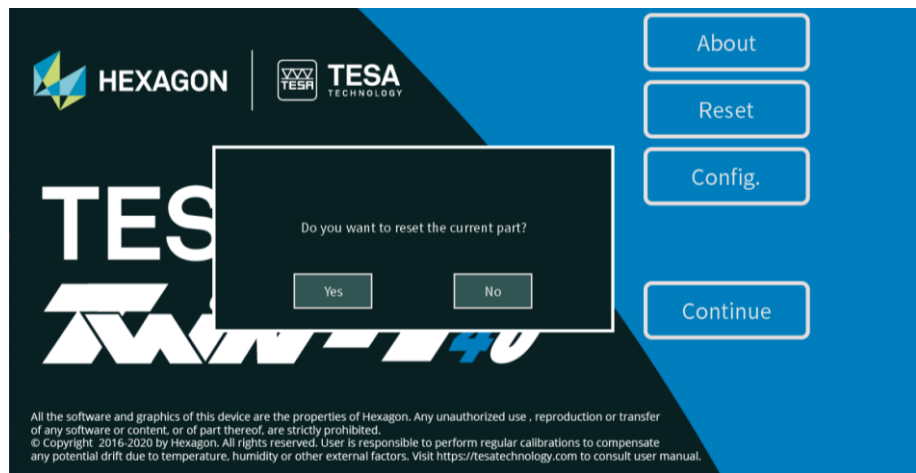 HEXAGON
TESA
TESA
TECHNOLOGY
About
Reset
Config.
Do you want to reset the current part?
Yes
No
Continue
All the software and graphics of this device are the properties of Hexagon. Any unauthorized use , reproduction or transfer
of any software or content, or of part thereof, are strictly prohibited.
© Copyright 2016-2020 by Hexagon. All rights reserved. User is responsible to perform regular calibrations to compensate
any potential drift due to temperature, humidity or other external factors. Visit https://tesatechnology.com to consult user manual.